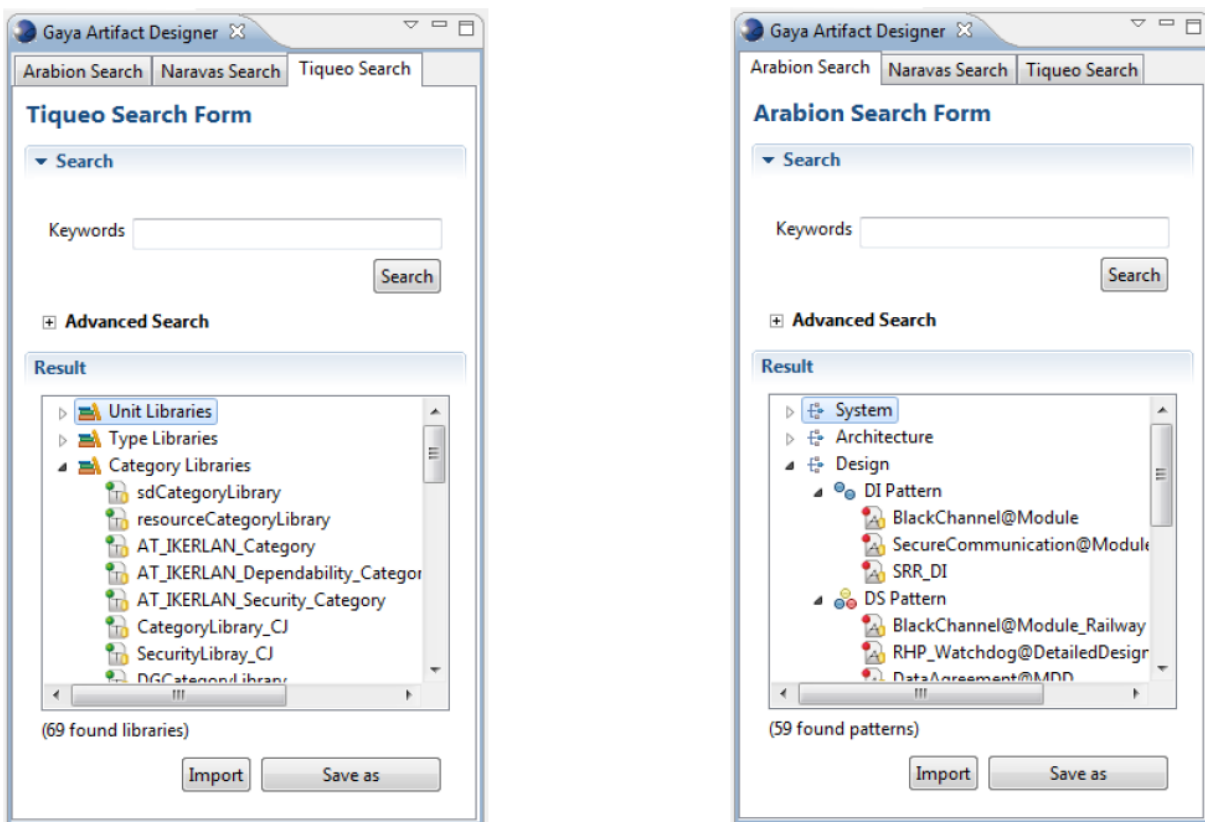 Gaya Artifact Designer
Arabion Search Naravas Search Tiqueo Search
Tiqueo Search Form
Search
Keywords
Search
Advanced Search
Result
Unit Libraries
Type Libraries
Category Libraries
sdCategoryLibrary
resourceCategoryLibrary
AT_IKERLAN_Category
AT_IKERLAN_Dependability_Categor
AT_IKERLAN_Security_Category
CategoryLibrary_CJ
SecurityLibray_CJ
DGCategoryLibrary
(69 found libraries)
Import Save as
Gaya Artifact Designer
Arabion Search Naravas Search Tiqueo Search
Arabion Search Form
Search
Keywords
Search
Advanced Search
Result
System
Architecture
Design
DI Pattern
BlackChannel@Module
SecureCommunication@Module
SRR_DI
DS Pattern
BlackChannel@Module_Railway
RHP_Watchdog@DetailedDesign
DataAgreement@MDD
(59 found patterns)
Import Save as